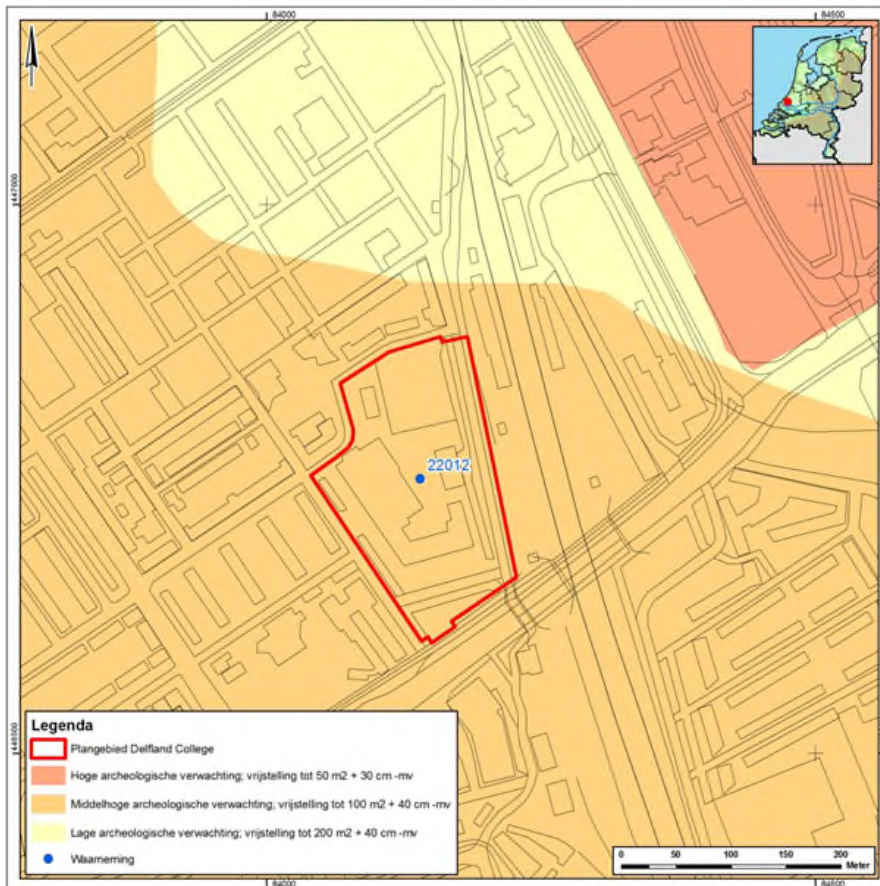 84000
84500
447000
22012
446500
Legenda
Plangebied Delfland College
Hoge archeologische verwachting; vrijstelling tot 50 m2 + 30 cm -mv
Middelhoge archeologische verwachting; vrijstelling tot 100 m2 + 40 cm -mv
Lage archeologische verwachting; vrijstelling tot 200 m2 + 40 cm -mv
Waarneming
0 50 100 150 200
Meter
84000
84500